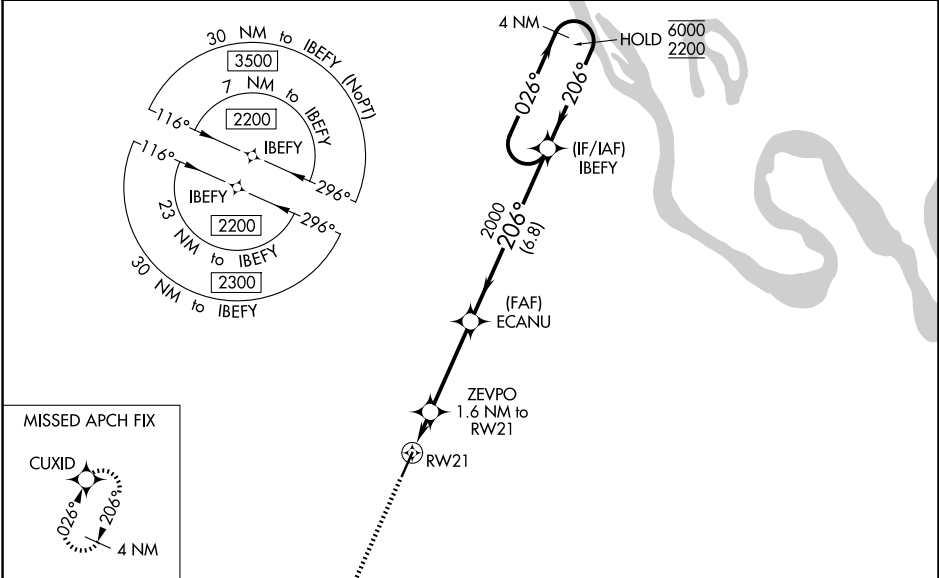 30 NM to IBEFY (NoPT)
3500
7 NM to IBEFY
2200
116°
IBEFY
296°
116°
IBEFY
296°
2200
23 NM to IBEFY
2300
30 NM to IBEFY
4 NM
HOLD 6000
2200
026°
206°
(IF/IAF)
IBEFY
2000
206°
(6.8)
(FAF)
ECANU
ZEVPO
1.6 NM to
RW21
RW21
MISSED APCH FIX
CUXID
026°
206°
4 NM